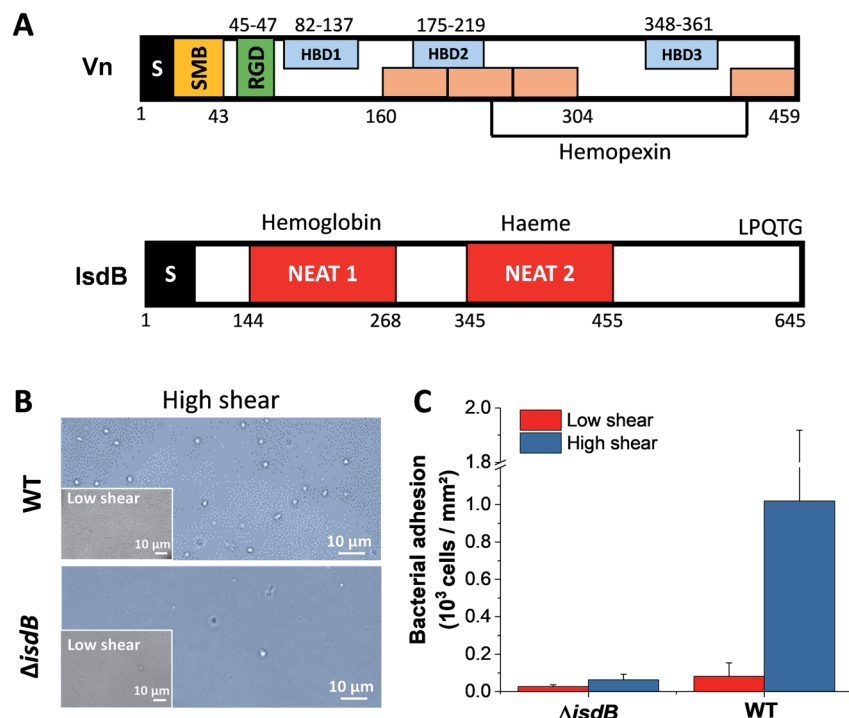 A
45-47 82-137 175-219 348-361
Vn
S SMB RGD HBD1 HBD2 HBD3
1 43 160 304 459
Hemopexin
Hemoglobin Haeme LPQTG
IsdB
S NEAT 1 NEAT 2
1 144 268 345 455 645
B
High shear
WT
Low shear
10 µm
10 µm
ΔisdB
Low shear
10 µm
10 µm
C
Bacterial adhesion
(10³ cells / mm²)
2.0
1.8
1.0
0.8
0.6
0.4
0.2
0.0
Low shear
High shear
ΔisdB WT